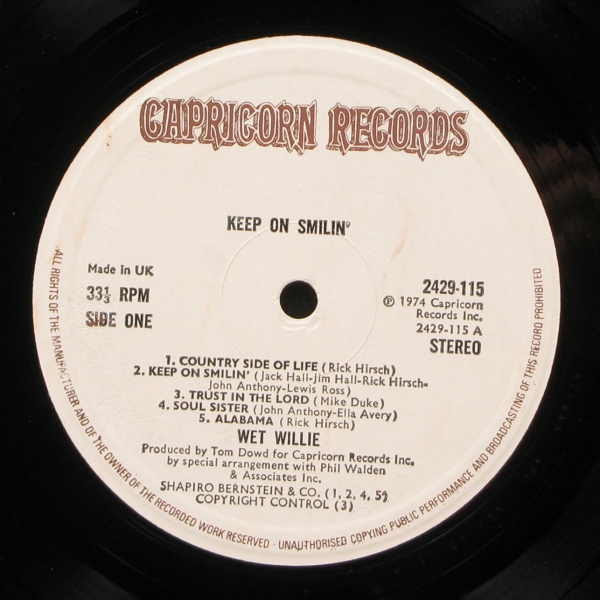 CAPRICORN RECORDS
KEEP ON SMILIN'
Made in UK
33⅓ RPM
SIDE ONE
2429-115
℗ 1974 Capricorn
Records Inc.
2429-115 A
STEREO
1. COUNTRY SIDE OF LIFE (Rick Hirsch)
2. KEEP ON SMILIN' (Jack Hall-Jim Hall-Rick Hirsch-
John Anthony-Lewis Ross)
3. TRUST IN THE LORD (Mike Duke)
4. SOUL SISTER (John Anthony-Ella Avery)
5. ALABAMA (Rick Hirsch)
WET WILLIE
Produced by Tom Dowd for Capricorn Records Inc.
by special arrangement with Phil Walden
& Associates Inc.
SHAPIRO BERNSTEIN & CO. (1, 2, 4, 5)
COPYRIGHT CONTROL (3)
ALL RIGHTS OF THE MANUFACTURER AND OF THE OWNER OF THE RECORDED WORK RESERVED · UNAUTHORISED COPYING PUBLIC PERFORMANCE AND BROADCASTING OF THIS RECORD PROHIBITED